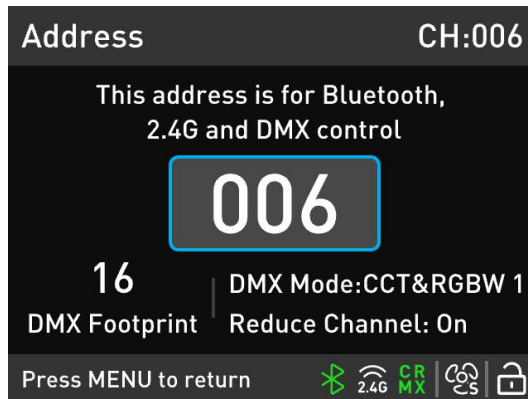 Address CH:006
This address is for Bluetooth,
2.4G and DMX control
006
16
DMX Footprint
DMX Mode:CCT&RGBW 1
Reduce Channel: On
Press MENU to return 2.4G CR MX S